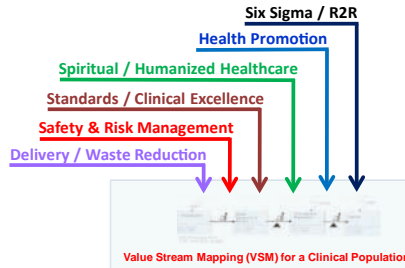 Six Sigma / R2R
Health Promotion
Spiritual / Humanized Healthcare
Standards / Clinical Excellence
Safety & Risk Management
Delivery / Waste Reduction
Value Stream Mapping (VSM) for a Clinical Population